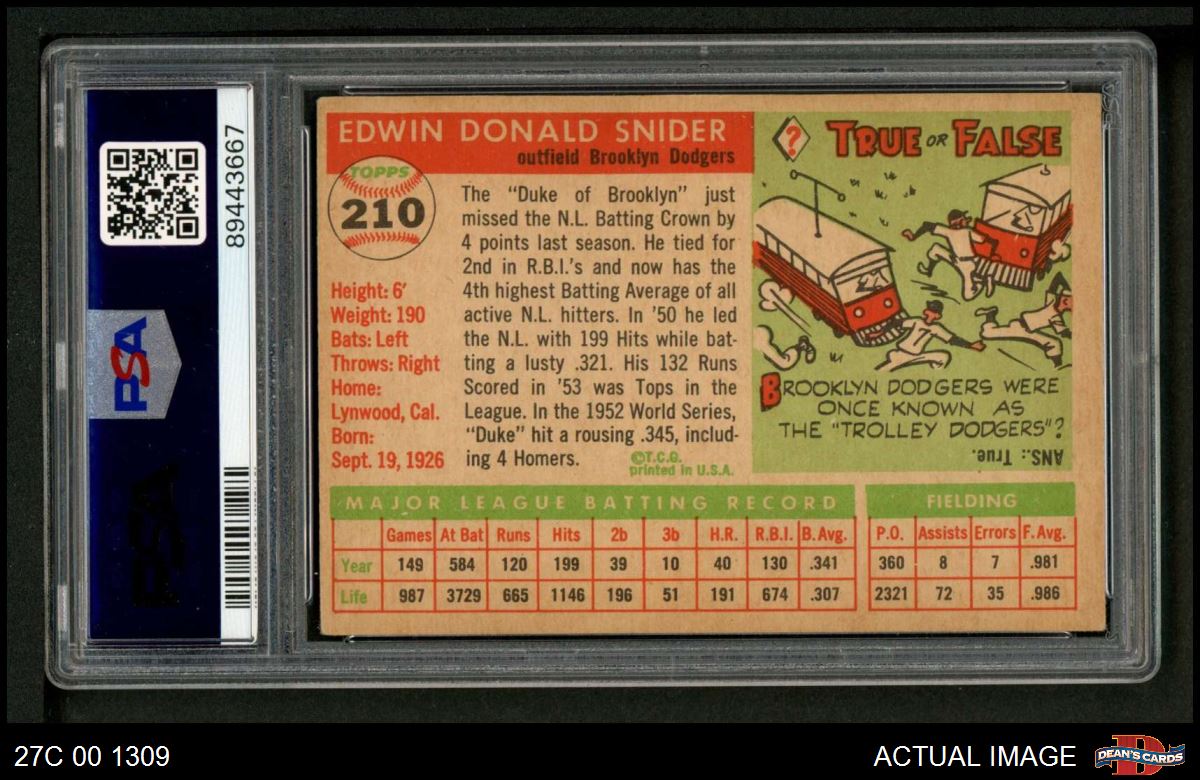 89443667
PSA
PSA
EDWIN DONALD SNIDER
outfield Brooklyn Dodgers
TOPPS
210
Height: 6'
Weight: 190
Bats: Left
Throws: Right
Home:
Lynwood, Cal.
Born:
Sept. 19, 1926
The "Duke of Brooklyn" just
missed the N.L. Batting Crown by
4 points last season. He tied for
2nd in R.B.I.'s and now has the
4th highest Batting Average of all
active N.L. hitters. In '50 he led
the N.L. with 199 Hits while bat-
ting a lusty .321. His 132 Runs
Scored in '53 was Tops in the
League. In the 1952 World Series,
"Duke" hit a rousing .345, includ-
ing 4 Homers.
©T.C.G.
printed in U.S.A.
? TRUE OR FALSE
BROOKLYN DODGERS WERE
ONCE KNOWN AS
THE "TROLLEY DODGERS"?
ANS.: True.
MAJOR LEAGUE BATTING RECORD
Games At Bat Runs Hits 2b 3b H.R. R.B.I. B.Avg.
Year 149 584 120 199 39 10 40 130 .341
Life 987 3729 665 1146 196 51 191 674 .307
FIELDING
P.O. Assists Errors F.Avg.
360 8 7 .981
2321 72 35 .986
27C 00 1309
ACTUAL IMAGE
D
DEAN'S CARDS